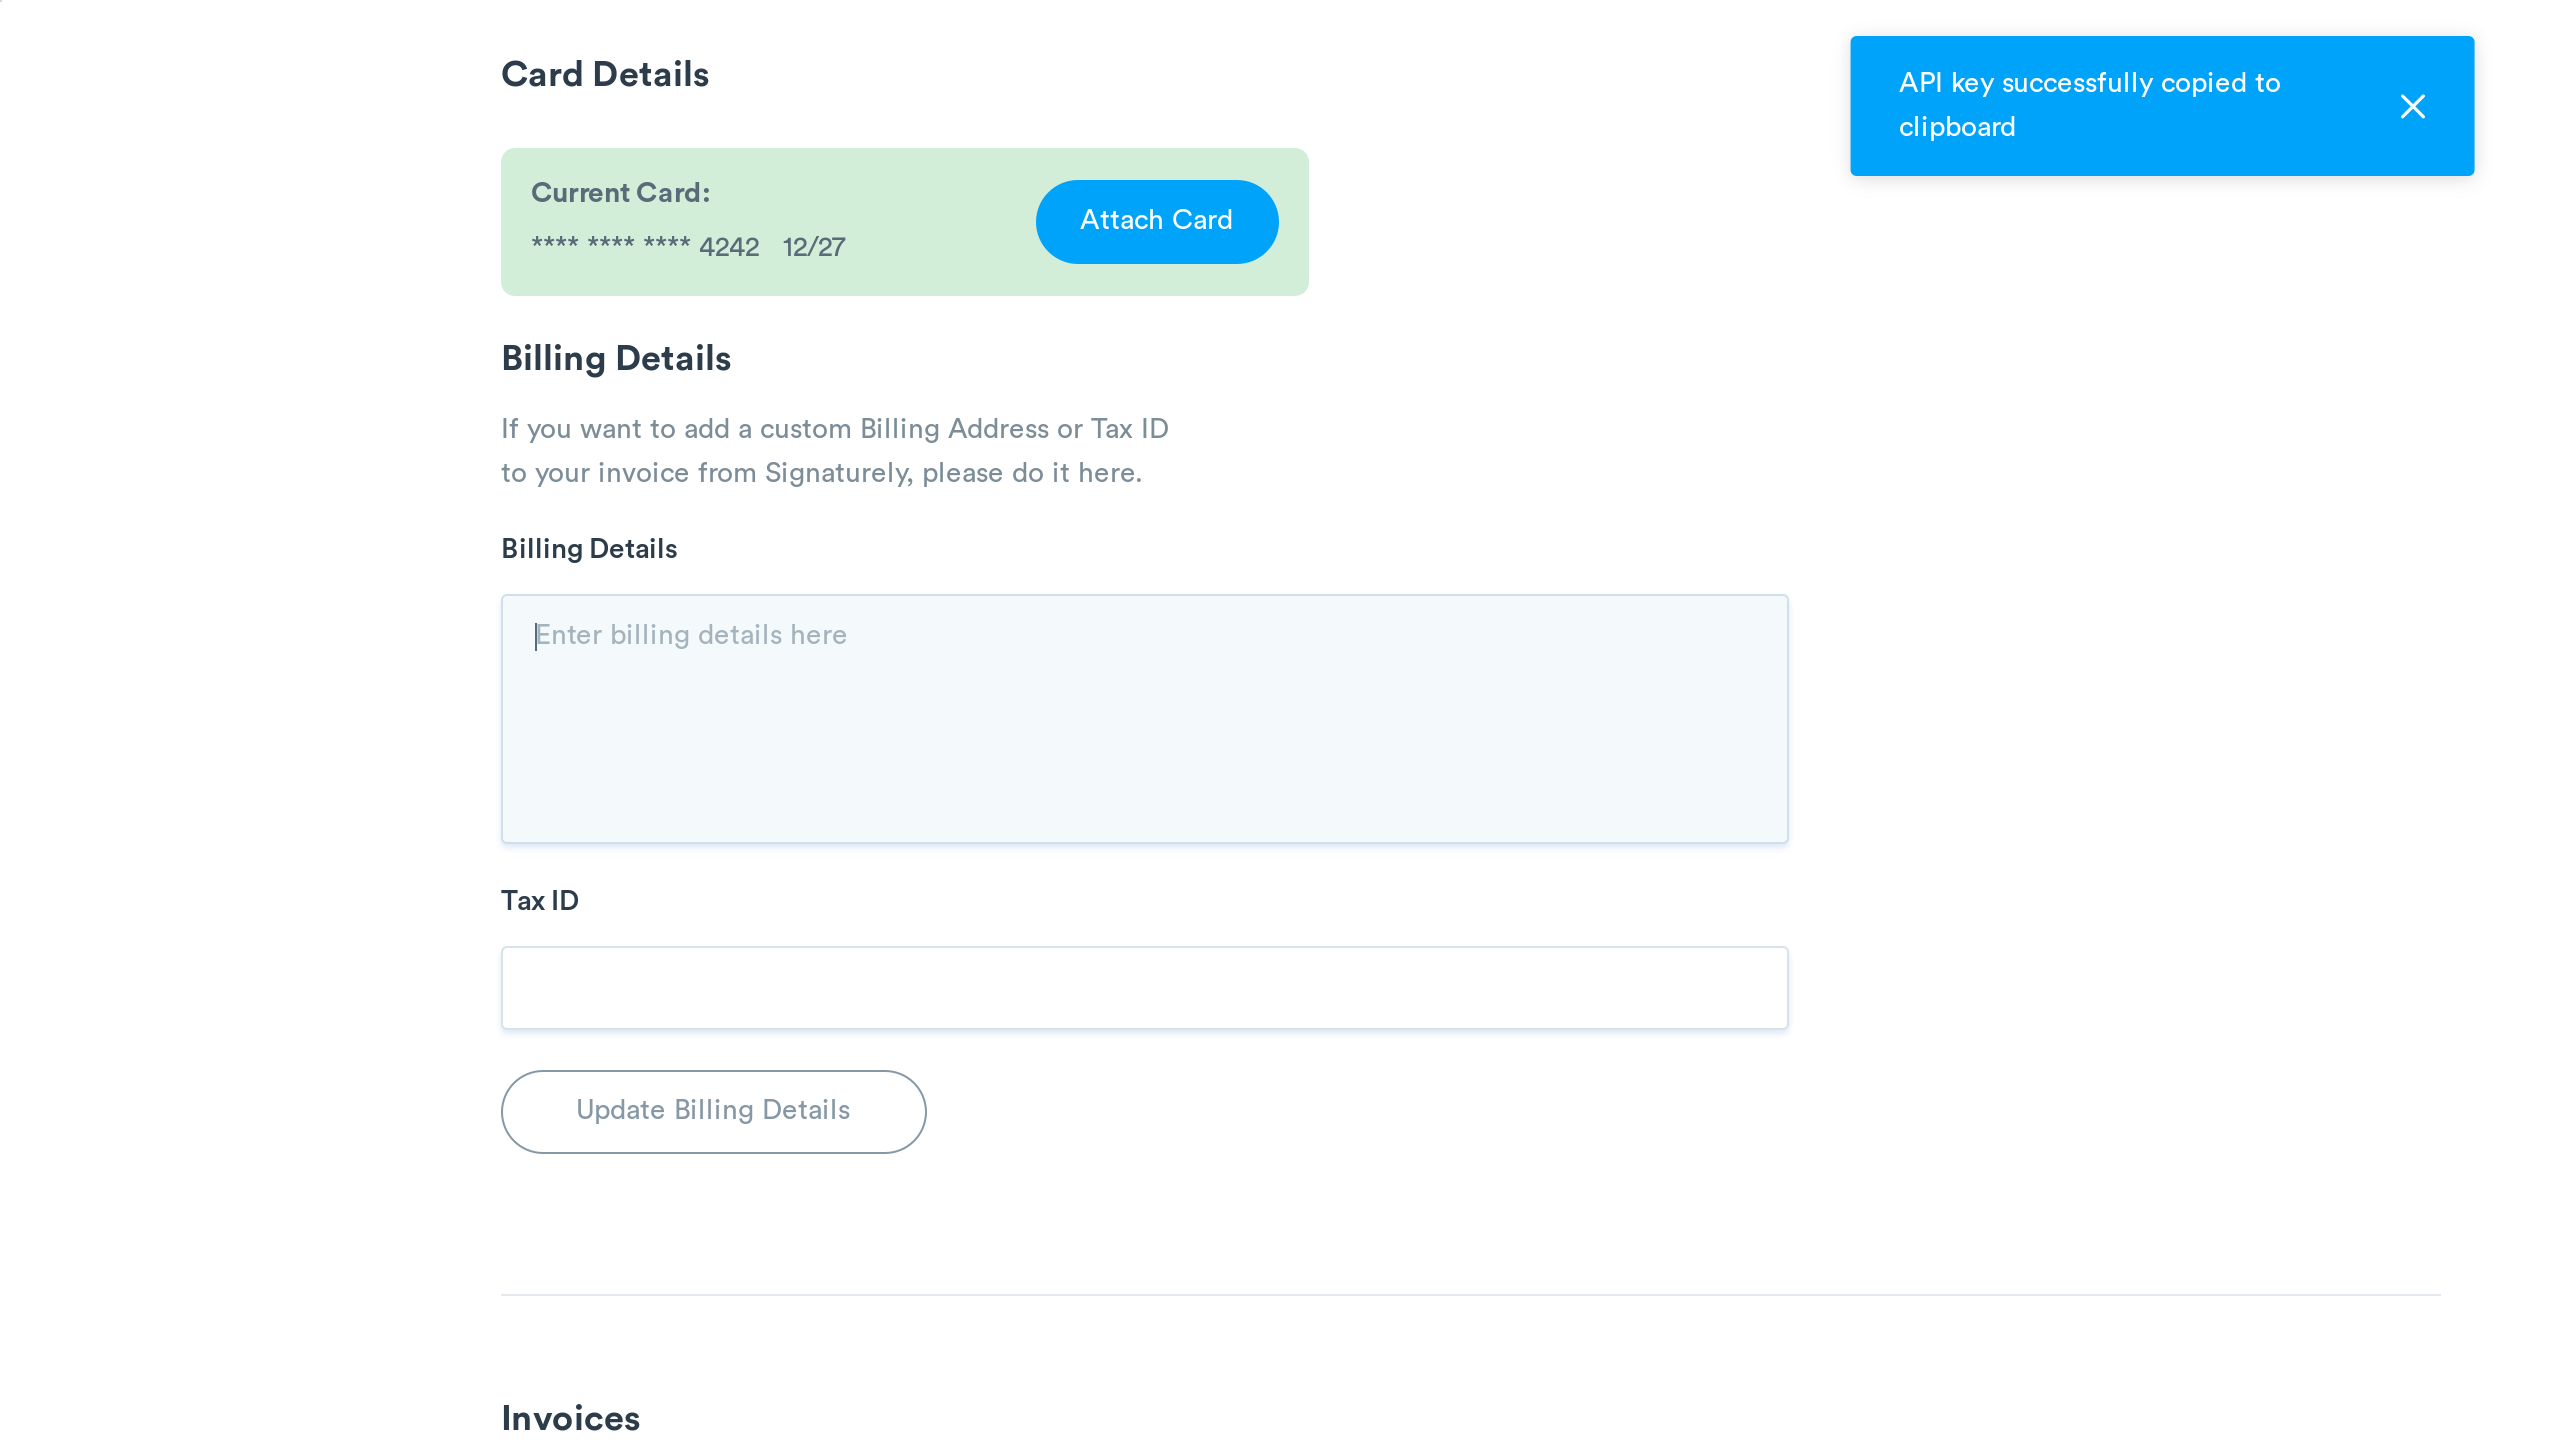 Card Details
API key successfully copied to
clipboard
Current Card:
**** **** **** 4242 12/27
Attach Card
Billing Details
If you want to add a custom Billing Address or Tax ID
to your invoice from Signaturely, please do it here.
Billing Details
Enter billing details here
Tax ID
Update Billing Details
Invoices